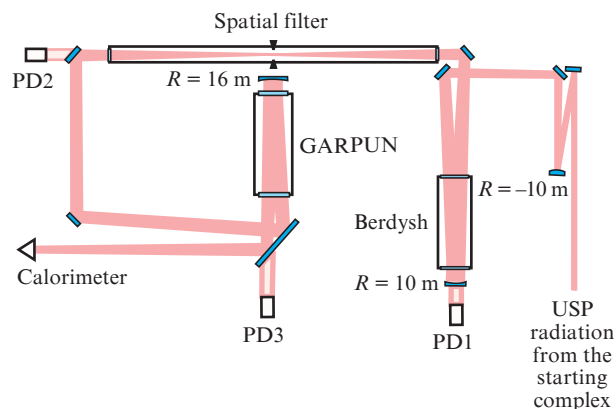 Spatial filter
PD2
R = 16 m
GARPUN
R = –10 m
Berdysh
Calorimeter
R = 10 m
PD3
PD1
USP
radiation
from the
starting
complex